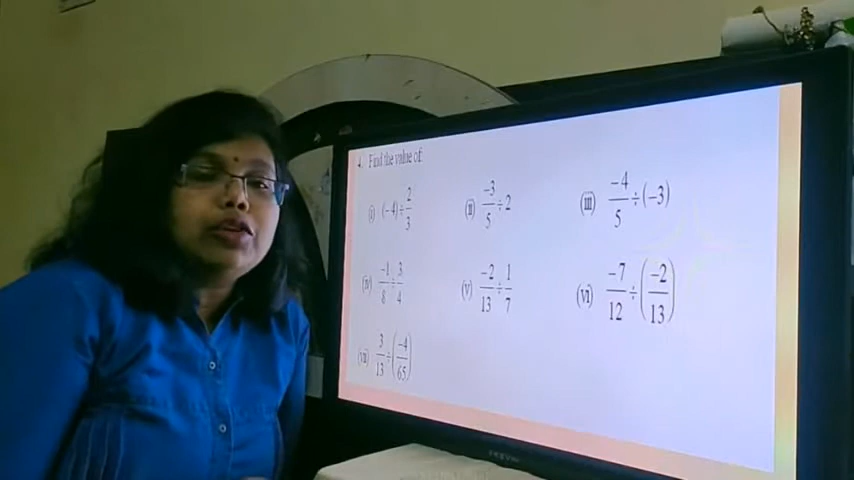 4. Find the value of:
(i) (-4) ÷ 2/3 (ii) -3/5 ÷ 2 (iii) -4/5 ÷ (-3)
(iv) -1/8 ÷ 3/4 (v) -2/13 ÷ 1/7 (vi) -7/12 ÷ (-2/13)
(vii) 3/13 ÷ (-4/65)